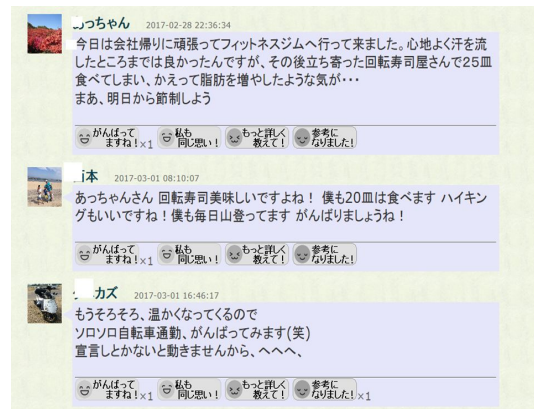 っちゃん 2017-02-28 22:36:34
今日は会社帰りに頑張ってフィットネスジムへ行って来ました。心地よく汗を流
したところまでは良かったんですが、その後立ち寄った回転寿司屋さんで25皿
食べてしまい、かえって脂肪を増やしたような気が・・・
まあ、明日から節制しよう
がんばって ますね!×1 私も 同じ思い! もっと詳しく 教えて! 参考に なりました!
本 2017-03-01 08:10:07
あっちゃんさん 回転寿司美味しいですよね! 僕も20皿は食べます ハイキン
グもいいですね!僕も毎日山登ってます がんばりましょうね!
がんばって ますね!×1 私も 同じ思い! もっと詳しく 教えて! 参考に なりました!
カズ 2017-03-01 16:46:17
もうそろそろ、温かくなってくるので
ソロソロ自転車通勤、がんばってみます(笑)
宣言しとかないと動きませんから、へへへ、
がんばって ますね!×1 私も 同じ思い! もっと詳しく 教えて! 参考に なりました!×1